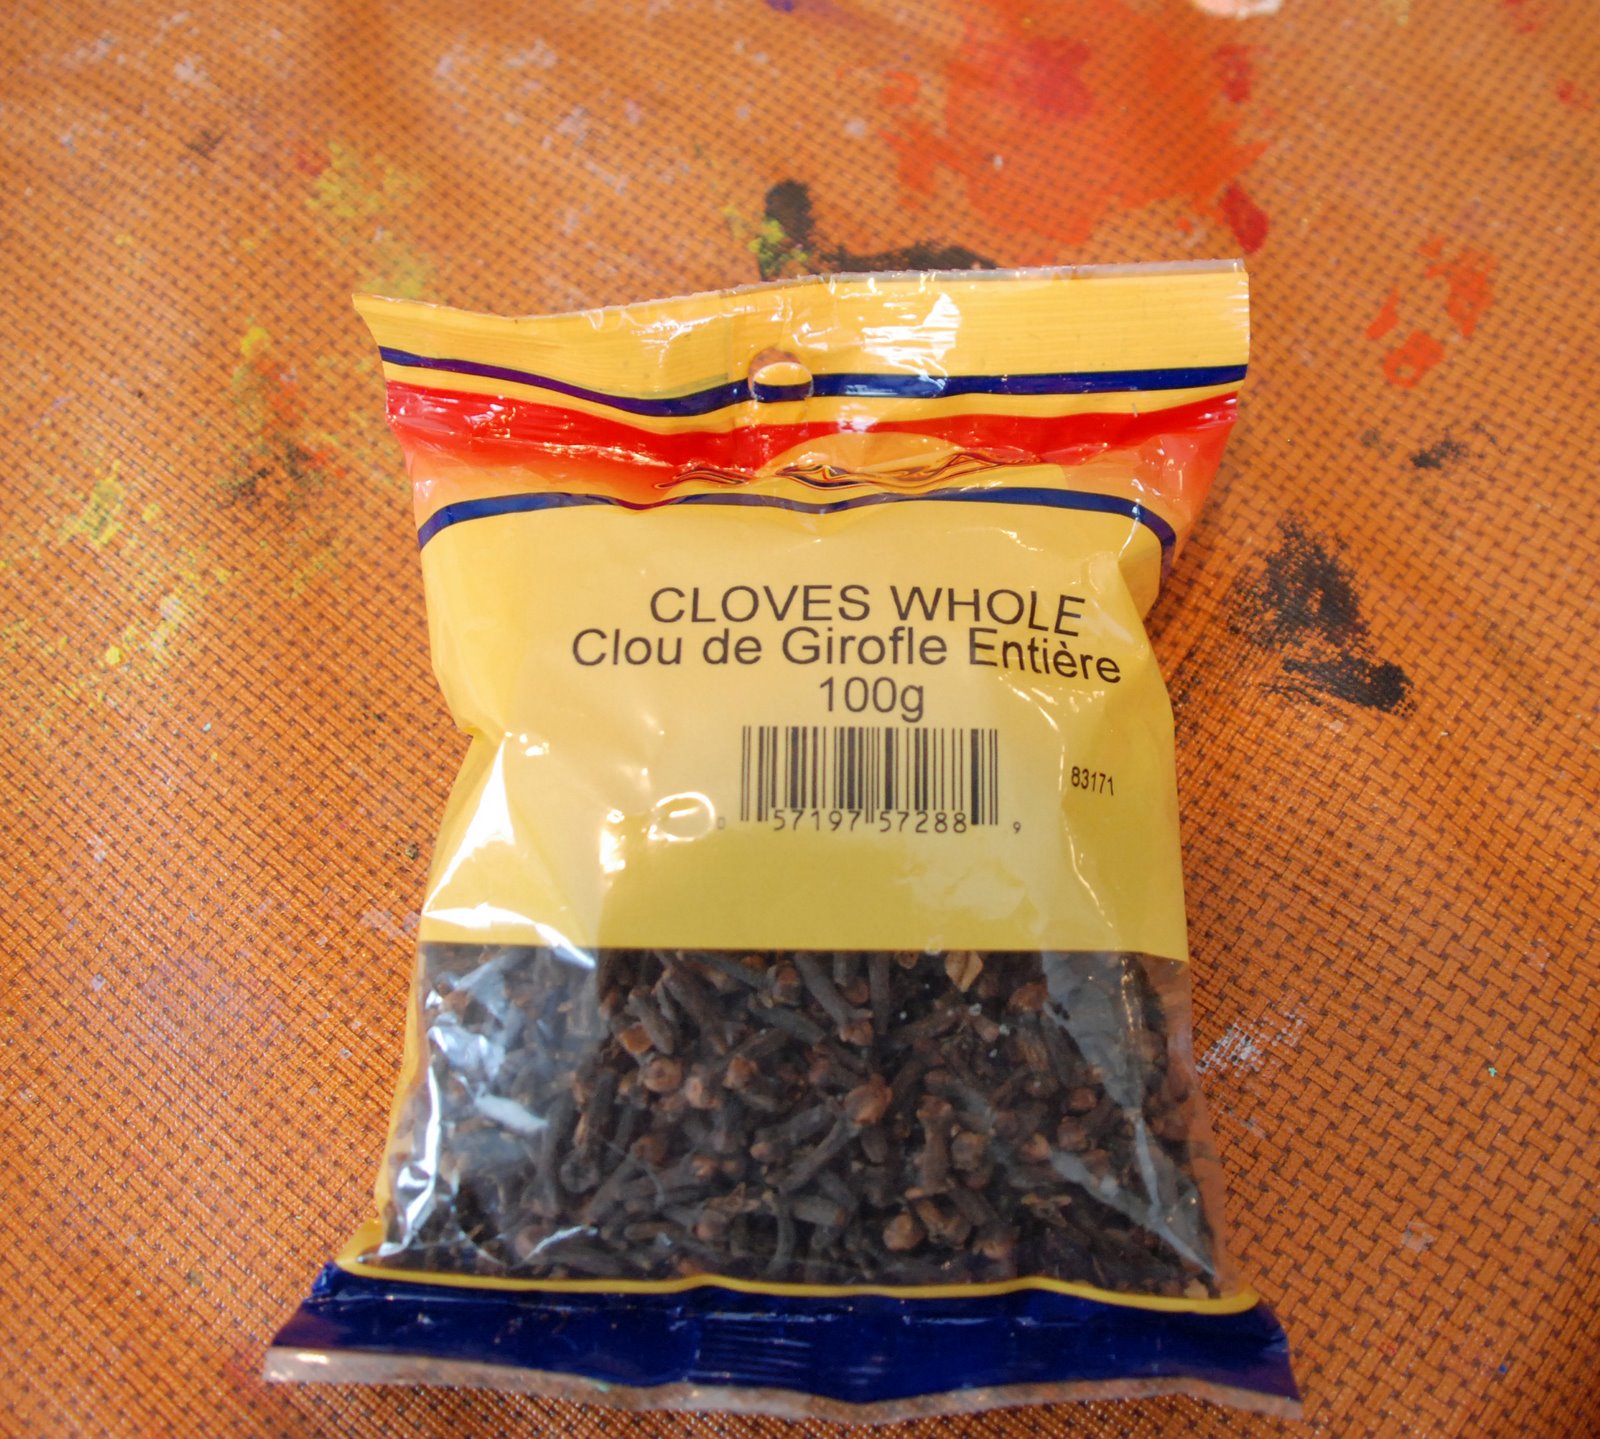 CLOVES WHOLE
Clou de Girofle Entière
100g
83171
0 57197 57288 9